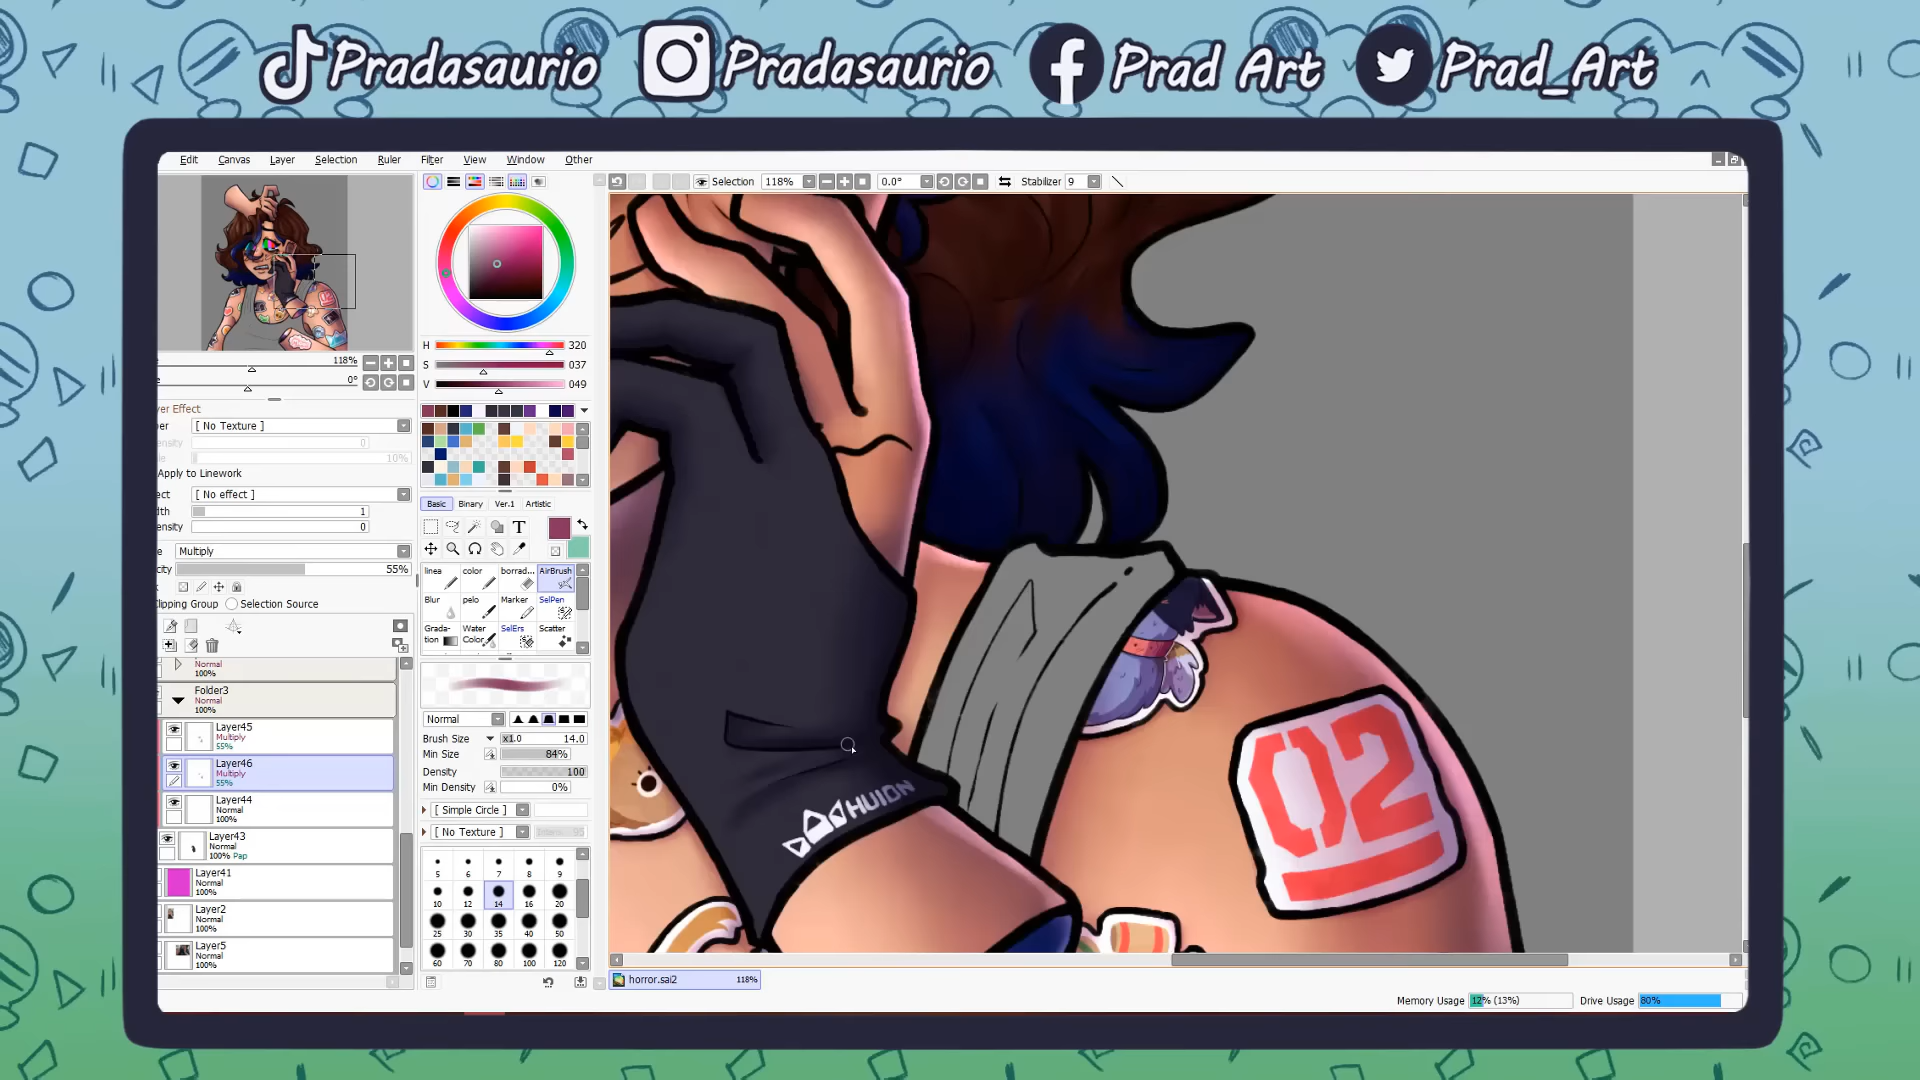 Pradasaurio Pradasaurio Prad Art Prad_Art
Edit Canvas Layer Selection Ruler Filter View Window Other
Selection 118% 0.0° Stabilizer 9
118%
0°
H 320
S 037
V 049
[ No Texture ]
0
10%
Apply to Linework
[ No effect ]
1
0
Multiply
55%
Selection Source
Basic Binary Ver.1 Artistic
T
linea color borrad... AirBrush
Blur pelo Marker SelPen
Grada- Water SelErs Scatter
tion Color
Normal
Brush Size x1.0 14.0
Min Size 84%
Density 100
Min Density 0%
[ Simple Circle ]
[ No Texture ]
5 6 7 8 9
10 12 14 16 20
25 30 35 40 50
60 70 80 100 120
Normal
100%
Folder3
Normal
100%
Layer45
Multiply
55%
Layer46
Multiply
55%
Layer44
Normal
100%
Layer43
Normal
100% Pap
Layer41
Normal
100%
Layer2
Normal
100%
Layer5
Normal
100%
HUION
02
horror.sai2 118%
Memory Usage 12% (13%) Drive Usage 80%